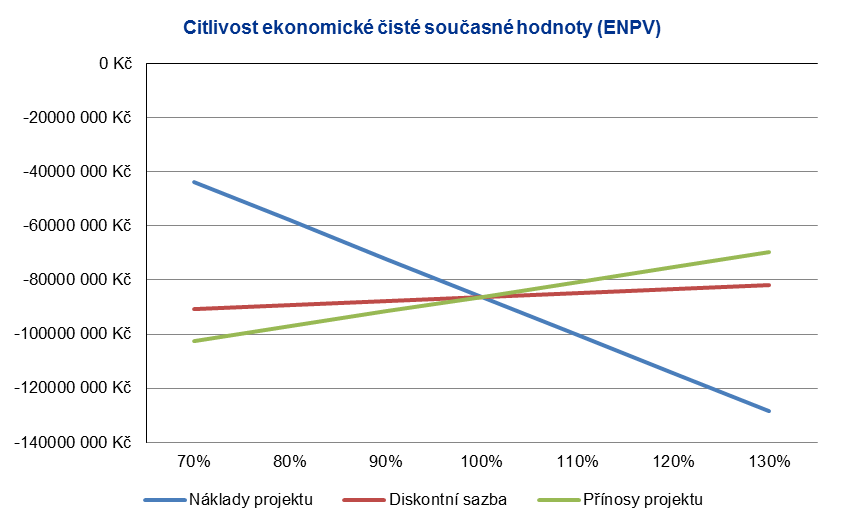 Citlivost ekonomické čisté současné hodnoty (ENPV)
0 Kč
-20000 000 Kč
-40000 000 Kč
-60000 000 Kč
-80000 000 Kč
-100000 000 Kč
-120000 000 Kč
-140000 000 Kč
70% 80% 90% 100% 110% 120% 130%
Náklady projektu Diskontní sazba Přínosy projektu